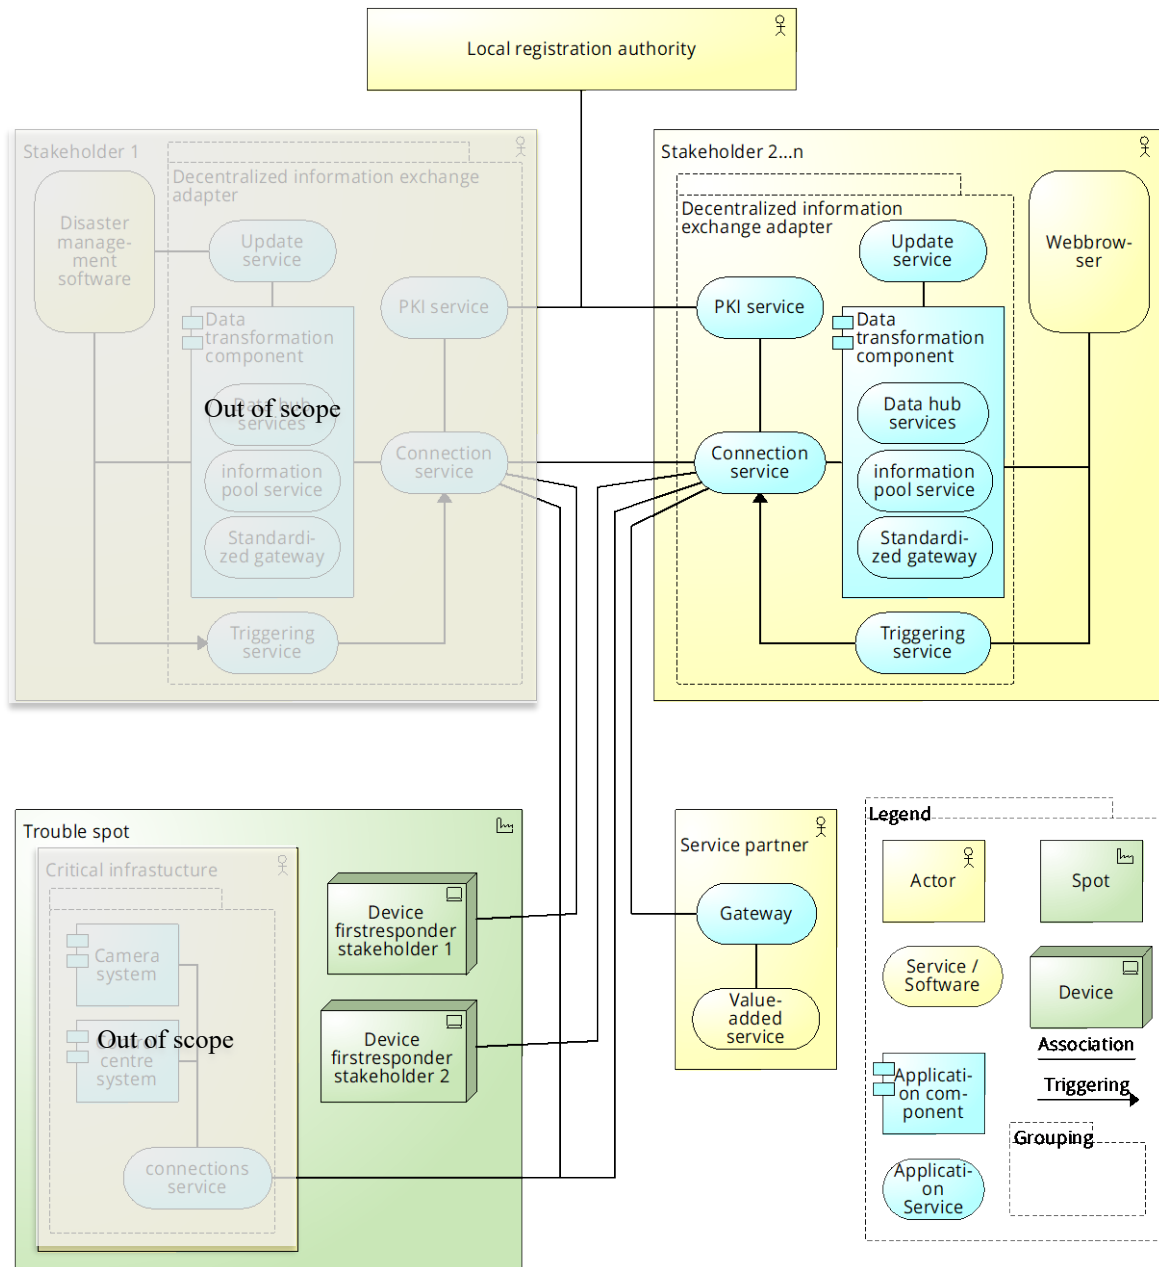 Local registration authority
Stakeholder 1
Decentralized information exchange
adapter
Disaster
manage-
ment
software
Update
service
PKI service
Data
transformation
component
Out of scope
Data hub
services
Connection
service
information
pool service
Standardi-
zed gateway
Triggering
service
Stakeholder 2...n
Decentralized information
exchange adapter
Update
service
Webbrow-
ser
PKI service
Data
transformation
component
Data hub
services
Connection
service
information
pool service
Standardi-
zed gateway
Triggering
service
Trouble spot
Critical infrastucture
Camera
system
Out of scope
centre
system
connections
service
Device
firstresponder
stakeholder 1
Device
firstresponder
stakeholder 2
Service partner
Gateway
Value-
added
service
Legend
Actor
Spot
Service /
Software
Device
Association
Triggering
Applicati-
on com-
ponent
Grouping
Applicati-
on
Service